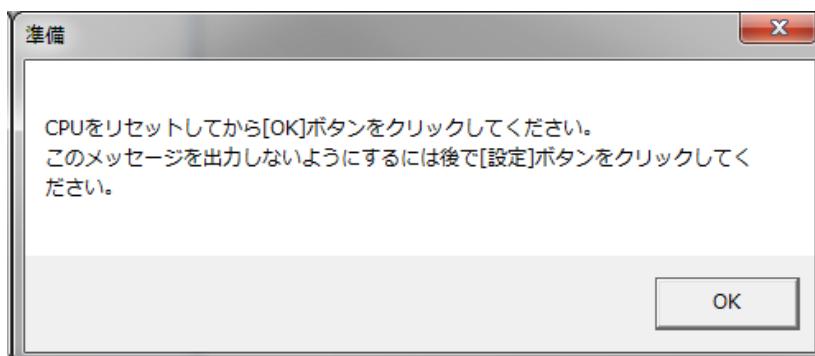 準備
CPUをリセットしてから[OK]ボタンをクリックしてください。
このメッセージを出力しないようにするには後で[設定]ボタンをクリックしてく
ださい。
OK